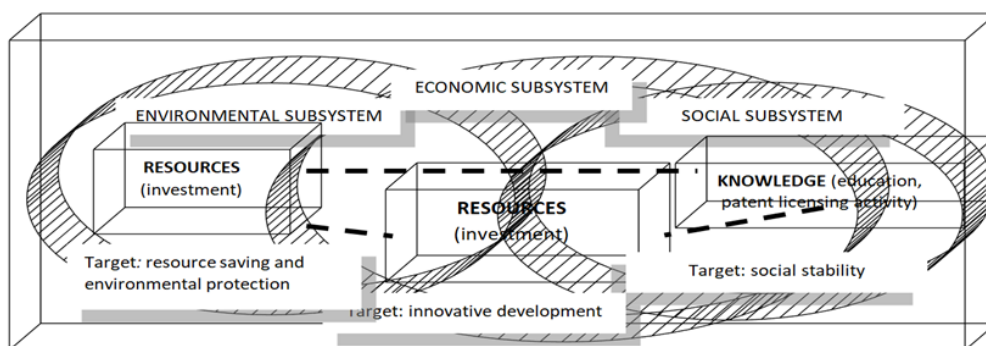 ECONOMIC SUBSYSTEM
ENVIRONMENTAL SUBSYSTEM
SOCIAL SUBSYSTEM
RESOURCES
(investment)
RESOURCES
(investment)
KNOWLEDGE (education,
patent licensing activity)
Target: resource saving and
environmental protection
Target: innovative development
Target: social stability